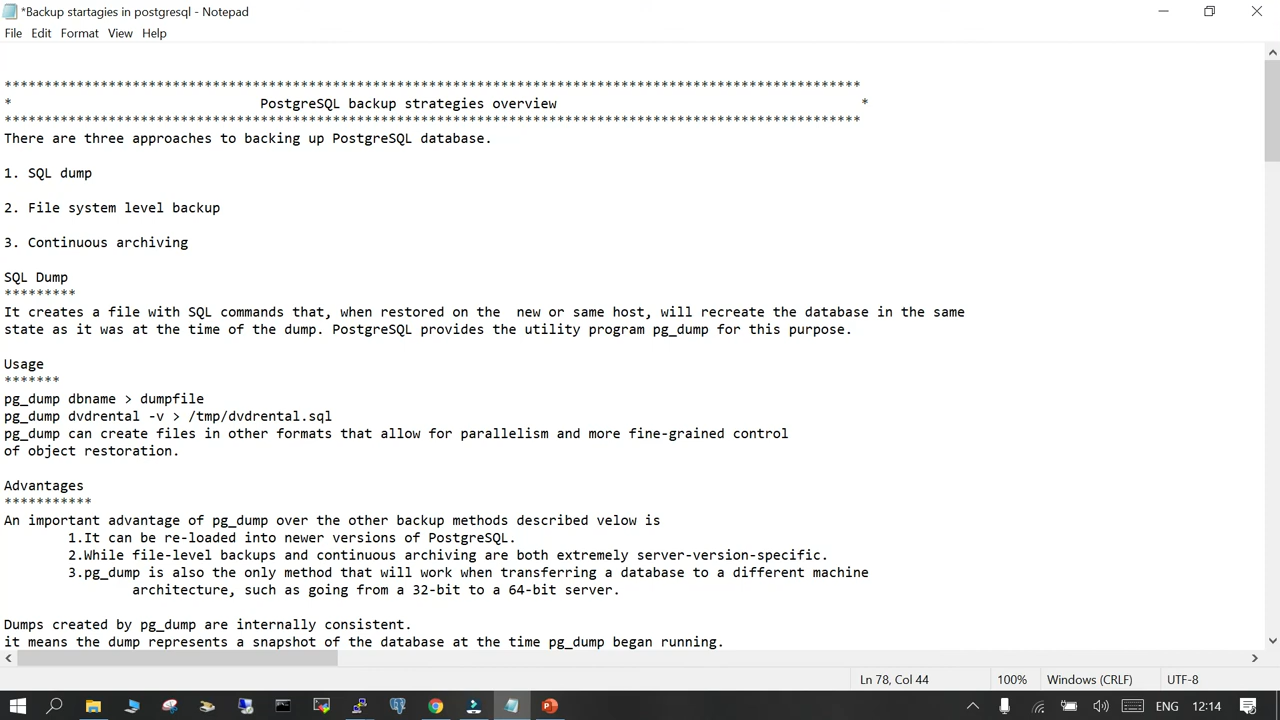 *Backup startagies in postgresql - Notepad
File Edit Format View Help
***********************************************************************************************************
* PostgreSQL backup strategies overview *
***********************************************************************************************************
There are three approaches to backing up PostgreSQL database.
1. SQL dump
2. File system level backup
3. Continuous archiving
SQL Dump
*********
It creates a file with SQL commands that, when restored on the  new or same host, will recreate the database in the same
state as it was at the time of the dump. PostgreSQL provides the utility program pg_dump for this purpose.
Usage
*******
pg_dump dbname > dumpfile
pg_dump dvdrental -v > /tmp/dvdrental.sql
pg_dump can create files in other formats that allow for parallelism and more fine-grained control
of object restoration.
Advantages
***********
An important advantage of pg_dump over the other backup methods described velow is
1.It can be re-loaded into newer versions of PostgreSQL.
2.While file-level backups and continuous archiving are both extremely server-version-specific.
3.pg_dump is also the only method that will work when transferring a database to a different machine
architecture, such as going from a 32-bit to a 64-bit server.
Dumps created by pg_dump are internally consistent.
it means the dump represents a snapshot of the database at the time pg_dump began running.
Ln 78, Col 44 100% Windows (CRLF) UTF-8
ENG 12:14